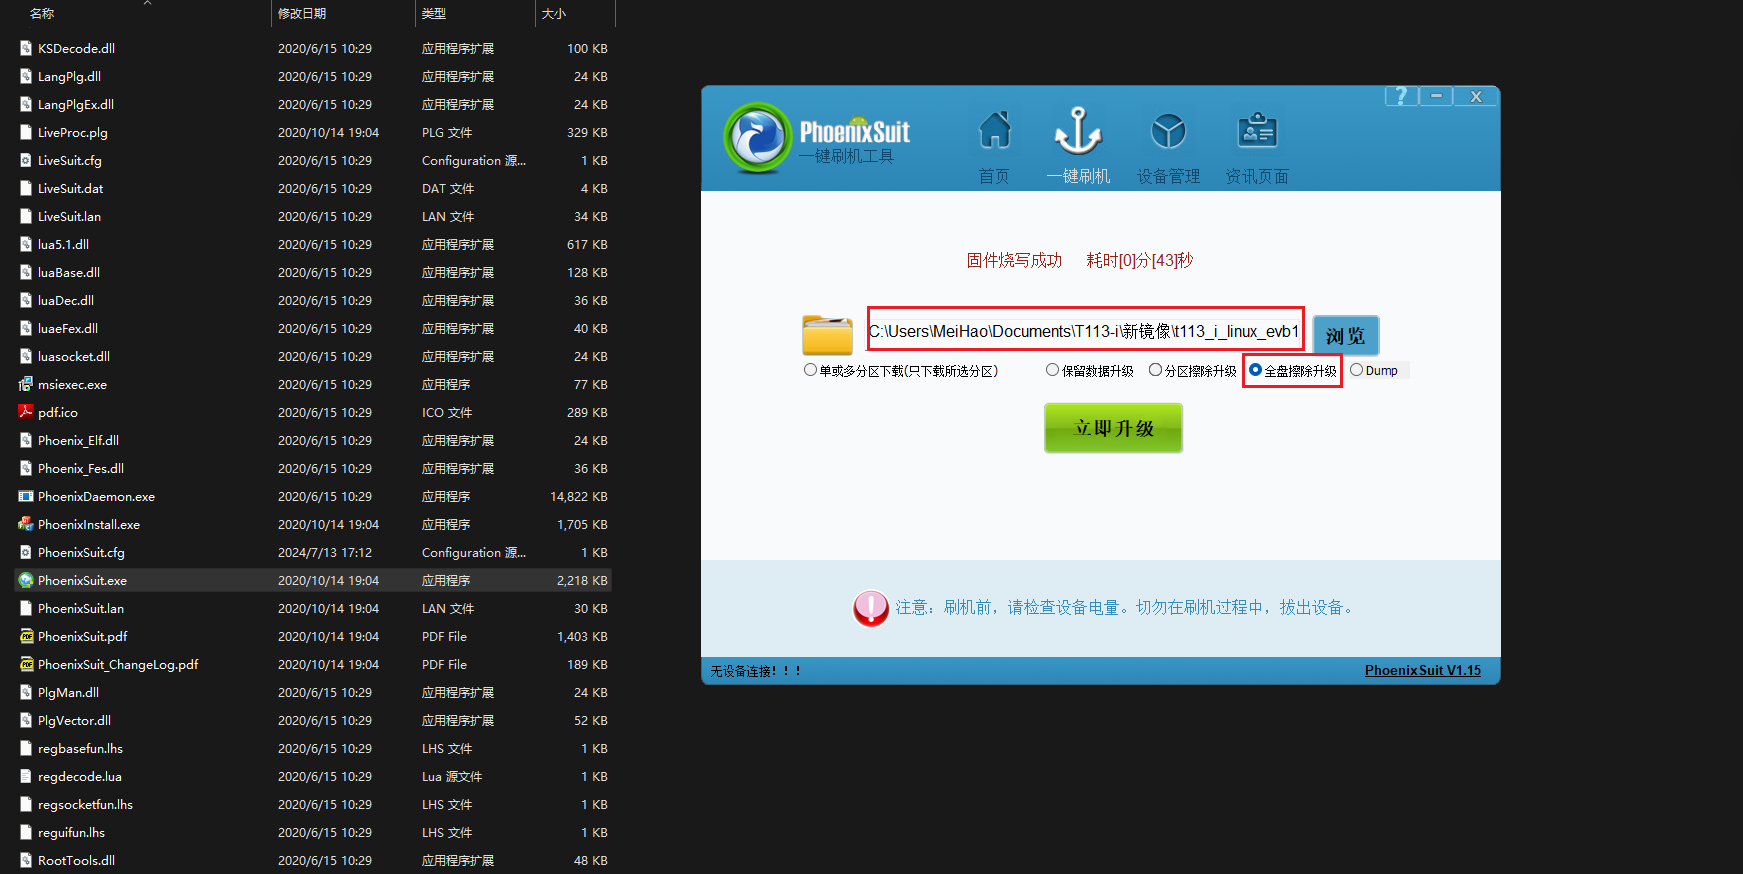 名称 修改日期 类型 大小
KSDecode.dll 2020/6/15 10:29 应用程序扩展 100 KB
LangPlg.dll 2020/6/15 10:29 应用程序扩展 24 KB
LangPlgEx.dll 2020/6/15 10:29 应用程序扩展 24 KB
LiveProc.plg 2020/10/14 19:04 PLG 文件 329 KB
LiveSuit.cfg 2020/6/15 10:29 Configuration 源... 1 KB
LiveSuit.dat 2020/6/15 10:29 DAT 文件 4 KB
LiveSuit.lan 2020/6/15 10:29 LAN 文件 34 KB
lua5.1.dll 2020/6/15 10:29 应用程序扩展 617 KB
luaBase.dll 2020/6/15 10:29 应用程序扩展 128 KB
luaDec.dll 2020/6/15 10:29 应用程序扩展 36 KB
luaeFex.dll 2020/6/15 10:29 应用程序扩展 40 KB
luasocket.dll 2020/6/15 10:29 应用程序扩展 22 KB
msiexec.exe 2020/6/15 10:29 应用程序 77 KB
pdf.ico 2020/6/15 10:29 ICO 文件 289 KB
Phoenix_Elf.dll 2020/6/15 10:29 应用程序扩展 24 KB
Phoenix_Fes.dll 2020/6/15 10:29 应用程序扩展 36 KB
PhoenixDaemon.exe 2020/6/15 10:29 应用程序 14,822 KB
PhoenixInstall.exe 2020/10/14 19:04 应用程序 1,705 KB
PhoenixSuit.cfg 2024/7/13 17:12 Configuration 源... 1 KB
PhoenixSuit.exe 2020/10/14 19:04 应用程序 2,218 KB
PhoenixSuit.lan 2020/10/14 19:04 LAN 文件 30 KB
PhoenixSuit.pdf 2020/10/14 19:04 PDF File 1,403 KB
PhoenixSuit_ChangeLog.pdf 2020/10/14 19:04 PDF File 189 KB
PlgMan.dll 2020/6/15 10:29 应用程序扩展 24 KB
PlgVector.dll 2020/6/15 10:29 应用程序扩展 52 KB
regbasefun.lhs 2020/6/15 10:29 LHS 文件 1 KB
regdecode.lua 2020/6/15 10:29 Lua 源文件 1 KB
regsocketfun.lhs 2020/6/15 10:29 LHS 文件 1 KB
reguifun.lhs 2020/6/15 10:29 LHS 文件 1 KB
RootTools.dll 2020/6/15 10:29 应用程序扩展 48 KB
? － X
PhoenixSuit
一键刷机工具
首页 一键刷机 设备管理 资讯页面
固件烧写成功 耗时[0]分[43]秒
C:\Users\MeiHao\Documents\T113-i\新镜像\t113_i_linux_evb1 浏览
单或多分区下载(只下载所选分区) 保留数据升级 分区擦除升级 全盘擦除升级 Dump
立即升级
注意：刷机前，请检查设备电量。切勿在刷机过程中，拔出设备。
无设备连接！！！ PhoenixSuit V1.15